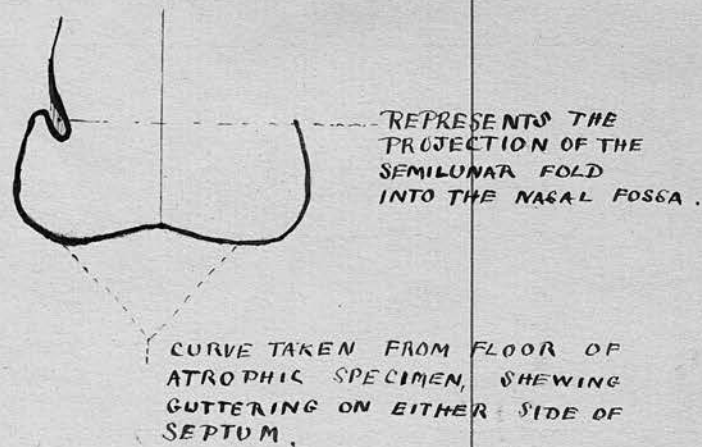 REPRESENTS THE
PROJECTION OF THE
SEMILUNAR FOLD
INTO THE NASAL FOSSA.
CURVE TAKEN FROM FLOOR OF
ATROPHIC SPECIMEN, SHEWING
GUTTERING ON EITHER SIDE OF
SEPTUM.